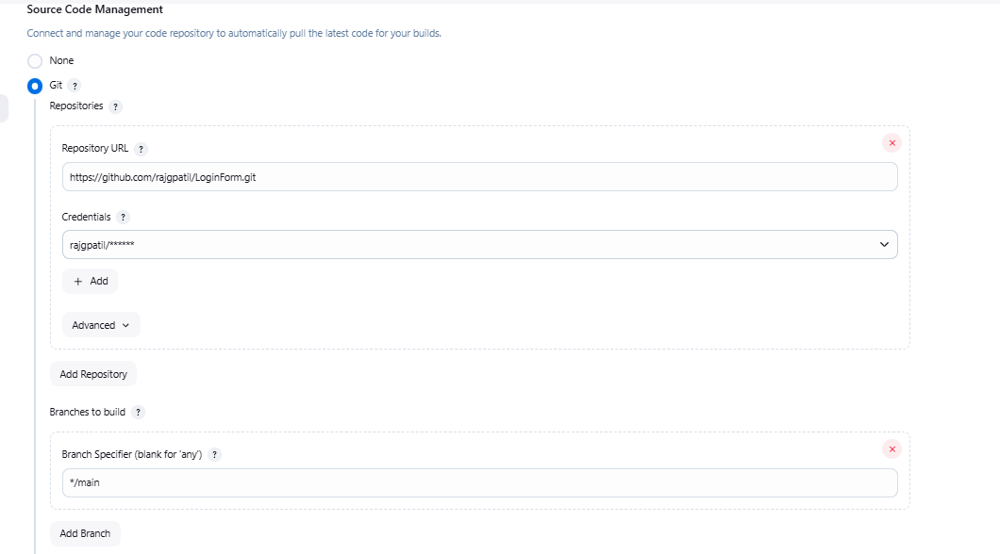 Source Code Management
Connect and manage your code repository to automatically pull the latest code for your builds.
None
Git ?
Repositories ?
Repository URL ?
https://github.com/rajgpatil/LoginForm.git
Credentials ?
rajgpatil/******
+ Add
Advanced
Add Repository
Branches to build ?
Branch Specifier (blank for 'any') ?
*/main
Add Branch